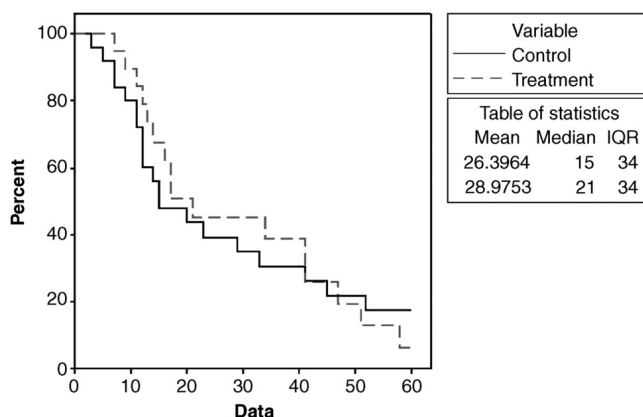 100
80
60
40
20
0
Percent
0 10 20 30 40 50 60
Data
Variable
Control
Treatment
Table of statistics
Mean Median IQR
26.3964 15 34
28.9753 21 34